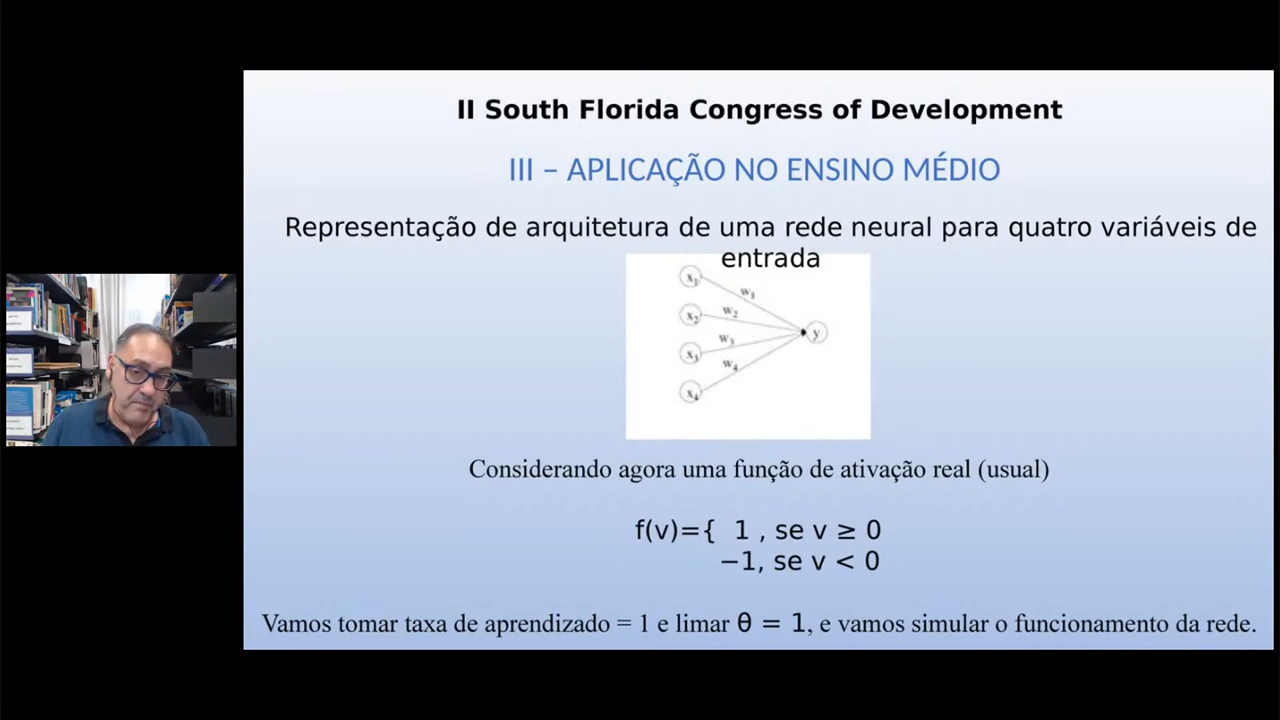 II South Florida Congress of Development
III – APLICAÇÃO NO ENSINO MÉDIO
Representação de arquitetura de uma rede neural para quatro variáveis de
entrada
x₁
w₁
x₂
w₂
y
x₃
w₃
w₄
x₄
Considerando agora uma função de ativação real (usual)
f(v)={ 1 , se v ≥ 0
−1, se v < 0
Vamos tomar taxa de aprendizado = 1 e limar θ = 1, e vamos simular o funcionamento da rede.